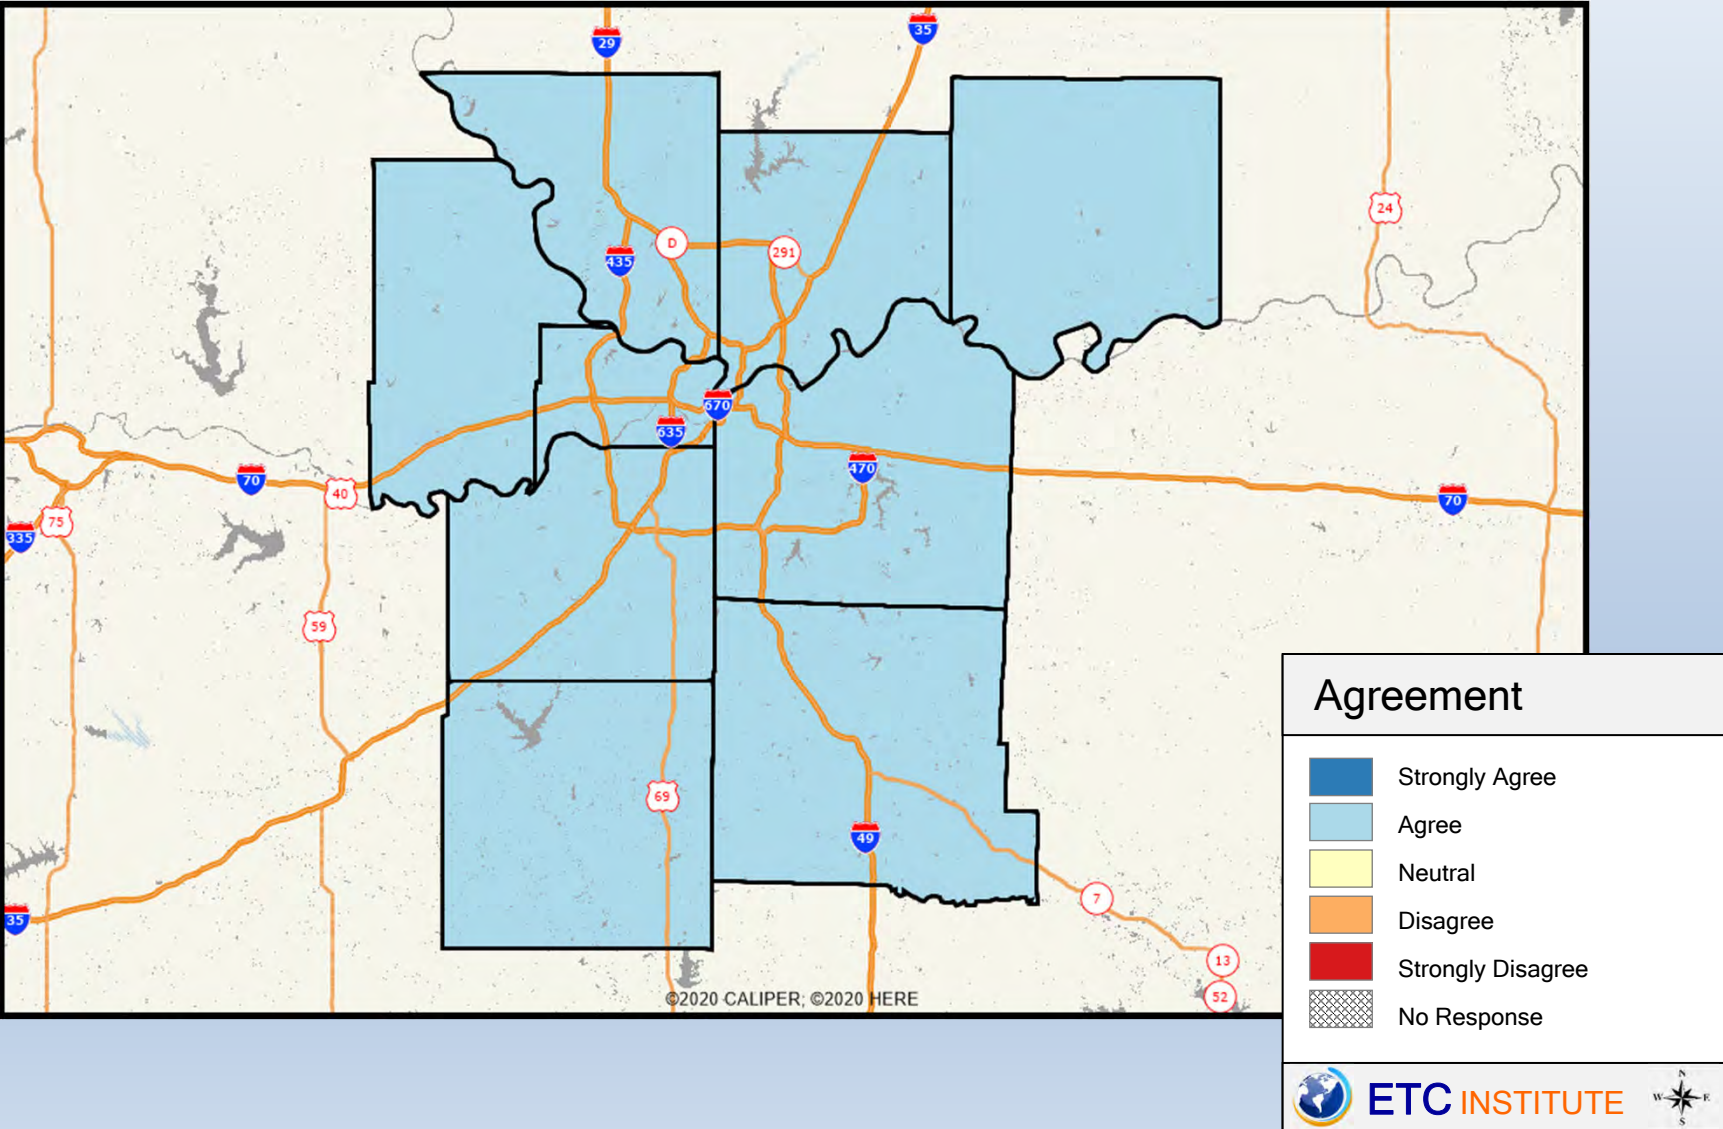 29
35
24
D
291
435
670
635
470
70
40
70
75
335
59
69
49
35
7
13
52
©2020 CALIPER; ©2020 HERE
Agreement
Strongly Agree
Agree
Neutral
Disagree
Strongly Disagree
No Response
ETC INSTITUTE
N
W E
S